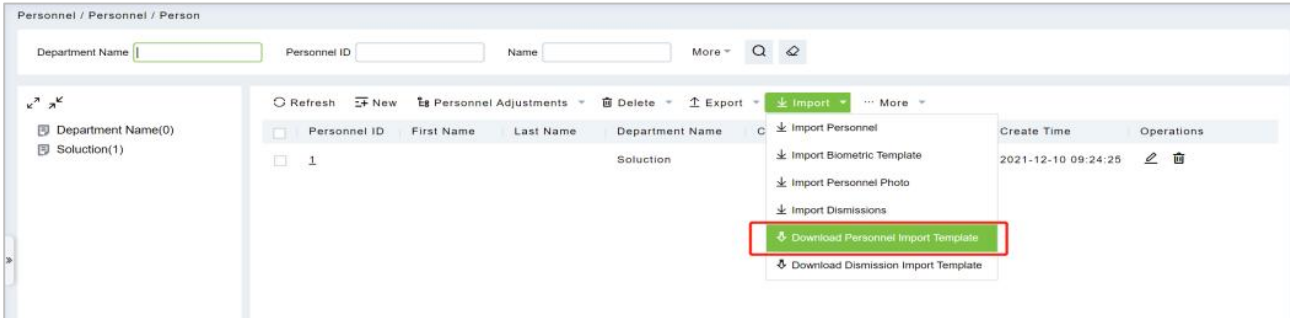 Personnel / Personnel / Person
Department Name Personnel ID Name More
Refresh New Personnel Adjustments Delete Export Import ··· More
Department Name(0)
Soluction(1)
Personnel ID First Name Last Name Department Name C Create Time Operations
1 Soluction 2021-12-10 09:24:25
Import Personnel
Import Biometric Template
Import Personnel Photo
Import Dismissions
Download Personnel Import Template
Download Dismission Import Template